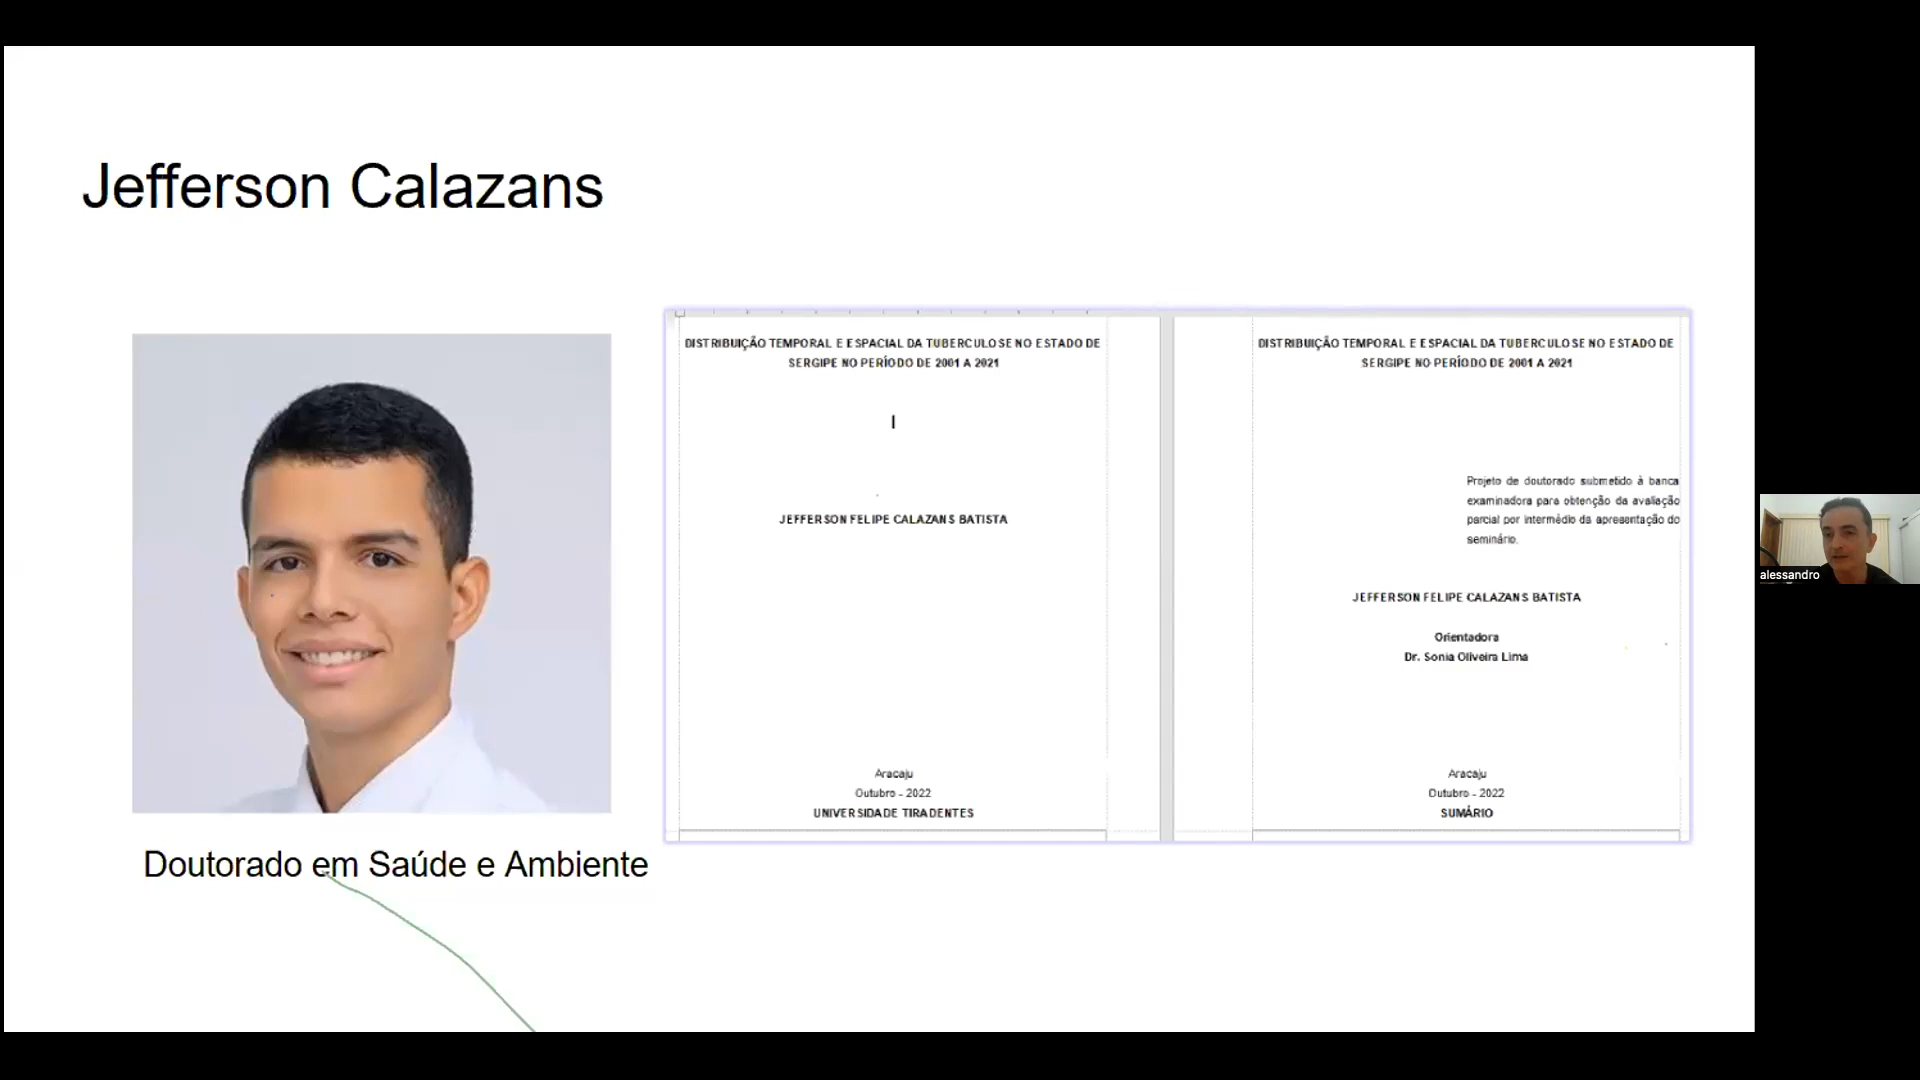 Jefferson Calazans
DISTRIBUIÇÃO TEMPORAL E ESPACIAL DA TUBERCULOSE NO ESTADO DE
SERGIPE NO PERÍODO DE 2001 A 2021
JEFFERSON FELIPE CALAZANS BATISTA
Aracaju
Outubro - 2022
UNIVERSIDADE TIRADENTES
DISTRIBUIÇÃO TEMPORAL E ESPACIAL DA TUBERCULOSE NO ESTADO DE
SERGIPE NO PERÍODO DE 2001 A 2021
Projeto de doutorado submetido à banca
examinadora para obtenção da avaliação
parcial por intermédio da apresentação do
seminário.
JEFFERSON FELIPE CALAZANS BATISTA
Orientadora
Dr. Sonia Oliveira Lima
Aracaju
Outubro - 2022
SUMÁRIO
Doutorado em Saúde e Ambiente
alessandro